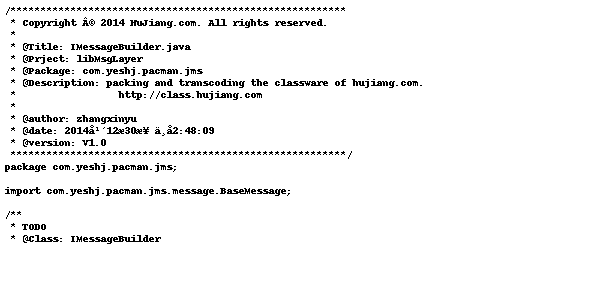 /********************************************************
 * Copyright Â© 2014 HuJiang.com. All rights reserved.
 *
 * @Title: IMessageBuilder.java
 * @Prject: libMsgLayer
 * @Package: com.yeshj.pacman.jms
 * @Description: packing and transcoding the classware of hujiang.com.
 *                 http://class.hujiang.com
 *
 * @author: zhangxinyu
 * @date: 2014å¹´12æ30æ¥ ä¸å2:48:09
 * @version: V1.0
 ********************************************************/
package com.yeshj.pacman.jms;

import com.yeshj.pacman.jms.message.BaseMessage;

/**
 * TODO
 * @Class: IMessageBuilder